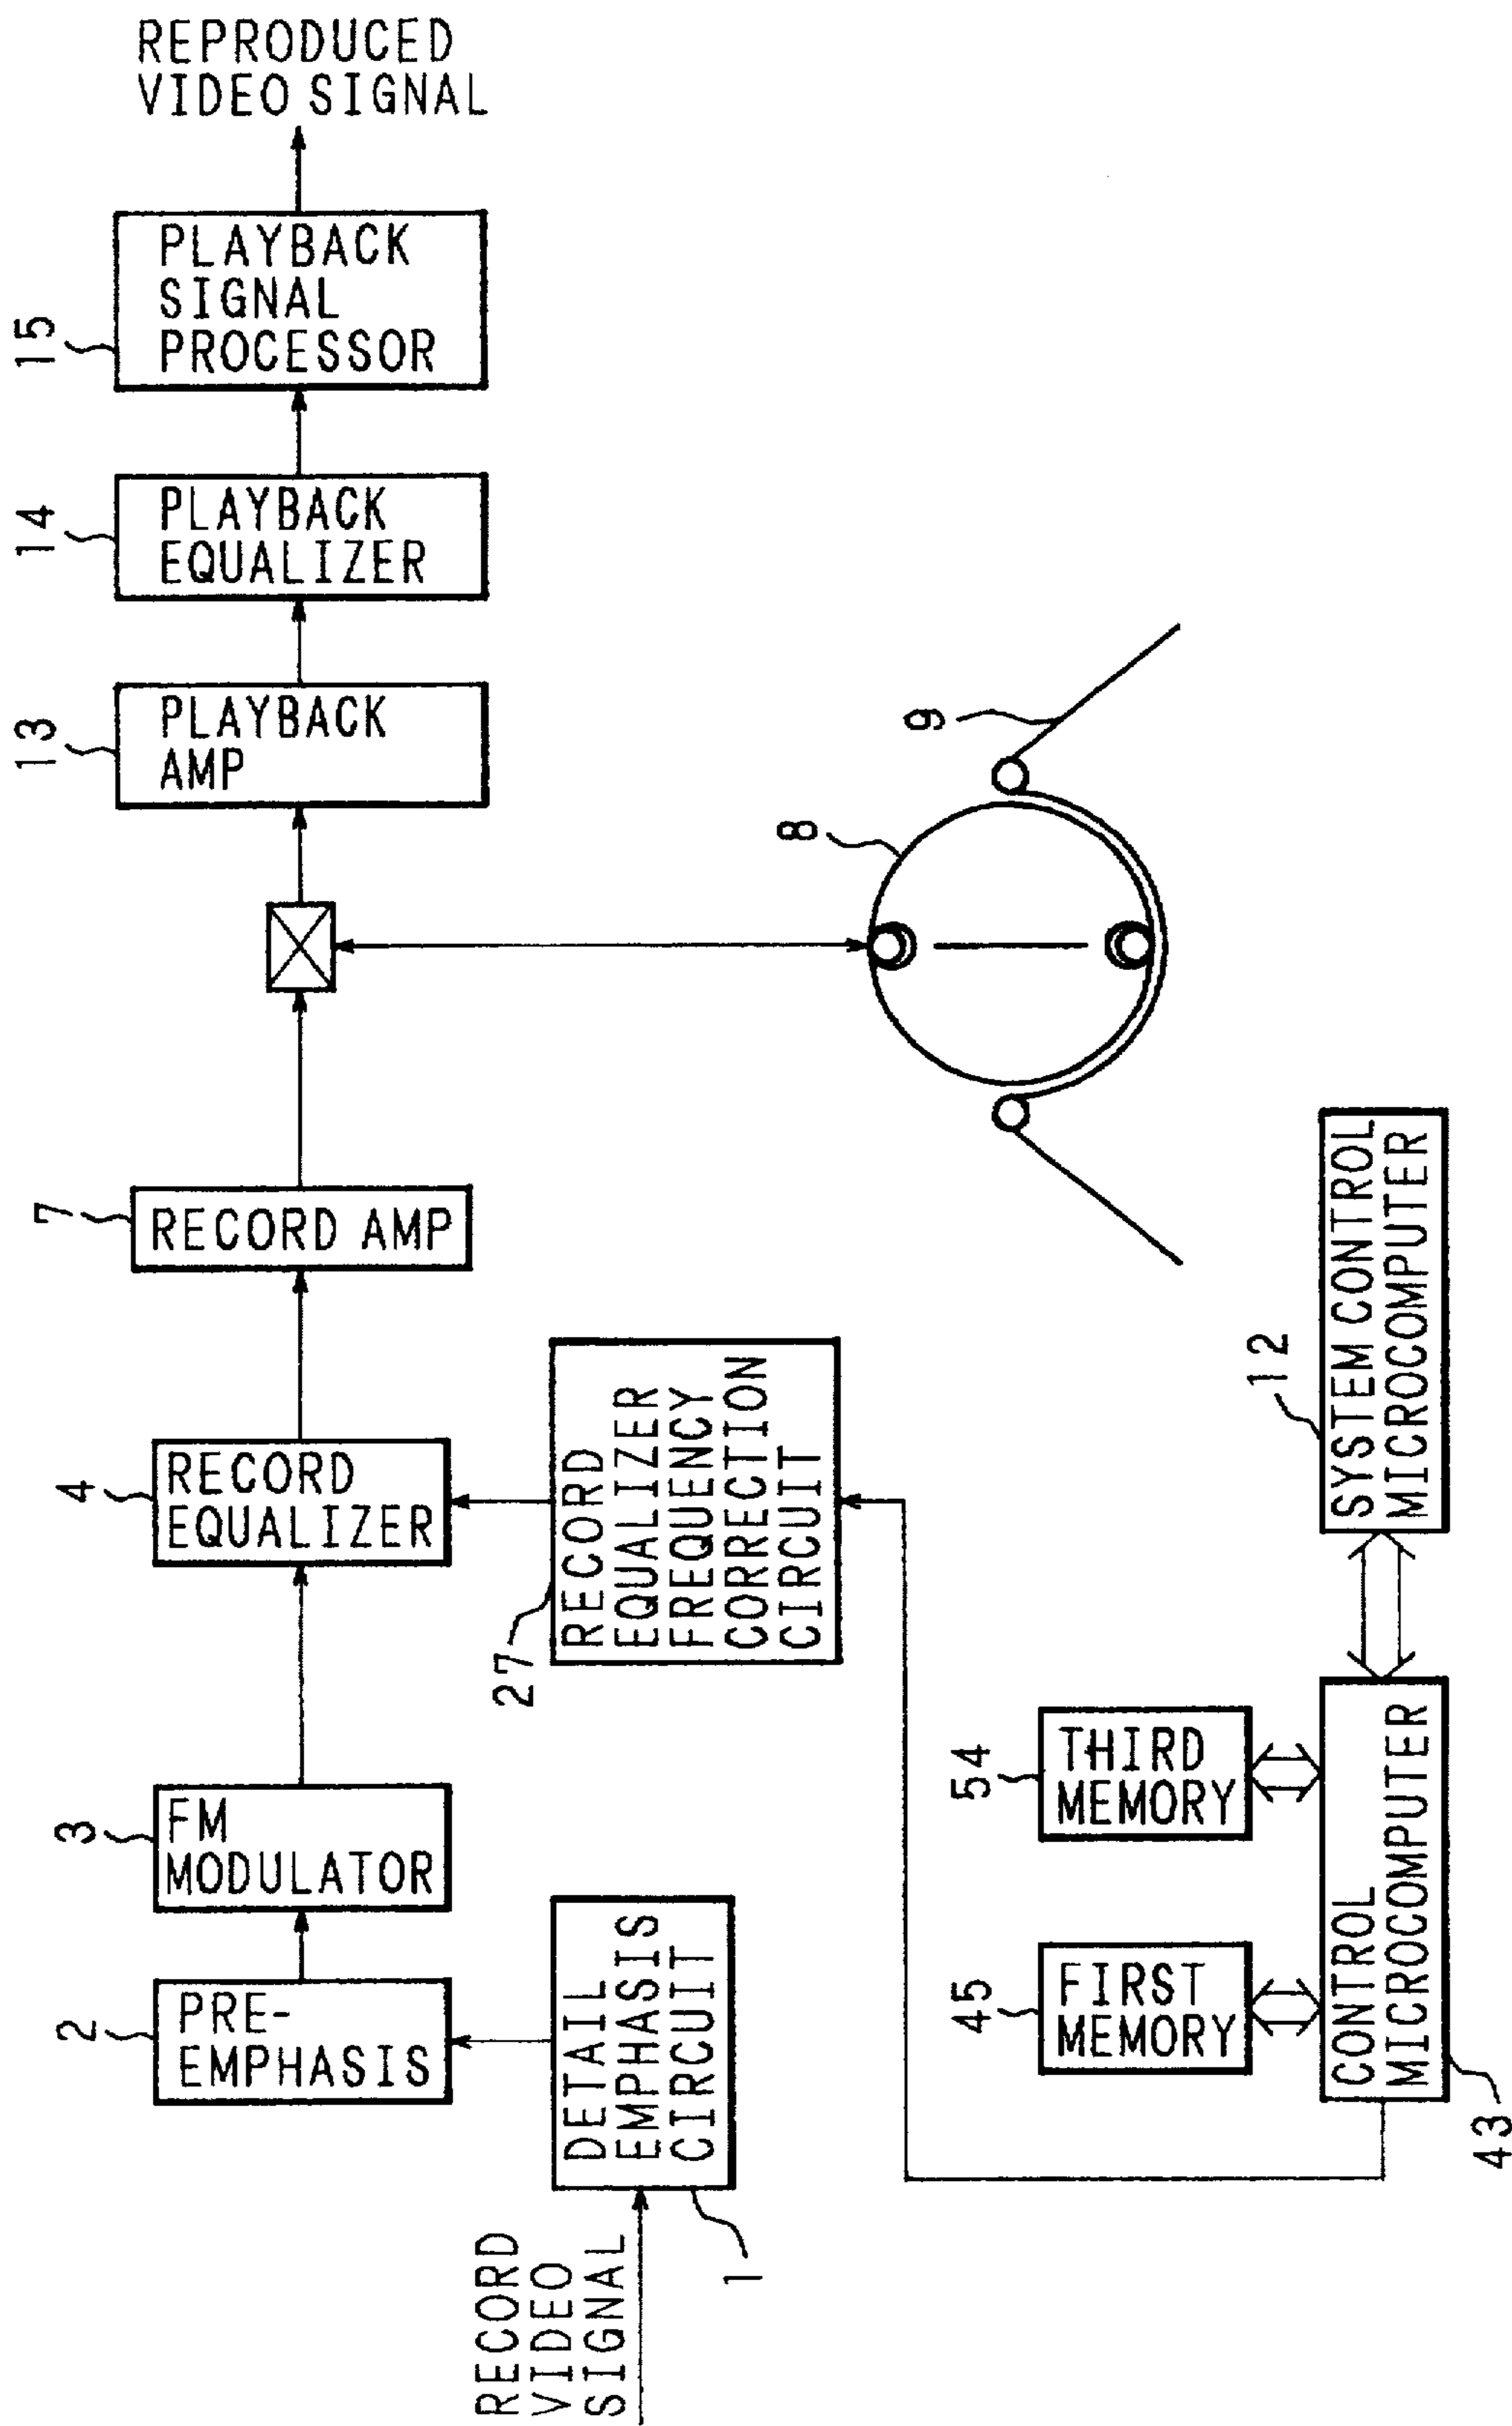 REPRODUCED
VIDEO SIGNAL
15
PLAYBACK
SIGNAL
PROCESSOR
14
PLAYBACK
EQUALIZER
13
PLAYBACK
AMP
7
RECORD AMP
4
RECORD
EQUALIZER
3
FM
MODULATOR
2
PRE-
EMPHASIS
RECORD
VIDEO
SIGNAL
1
DETAIL
EMPHASIS
CIRCUIT
27
RECORD
EQUALIZER
FREQUENCY
CORRECTION
CIRCUIT
8
9
45
FIRST
MEMORY
54
THIRD
MEMORY
43
CONTROL
MICROCOMPUTER
12
SYSTEM CONTROL
MICROCOMPUTER